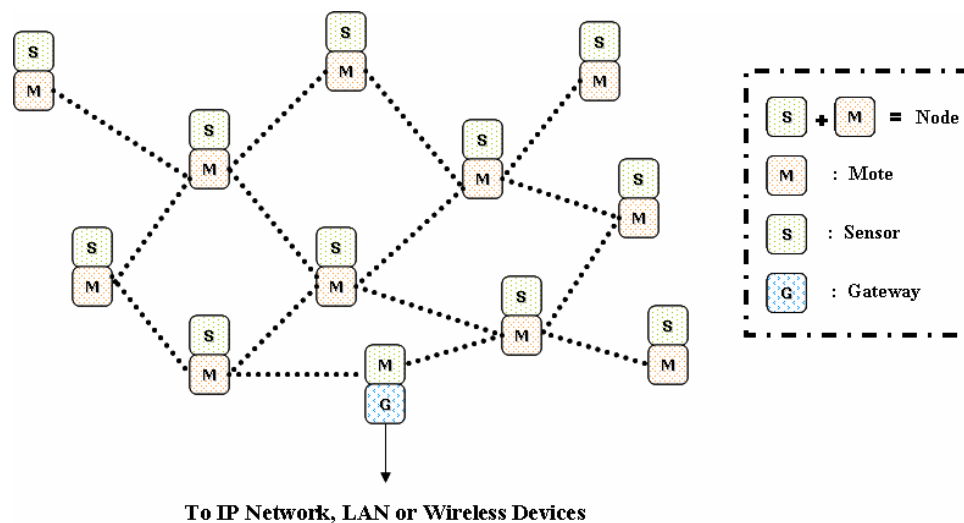 S
M
S
M
S
M
S
M
S
M
S
M
S
M
S
M
S
M
S
M
S
M
M
G
To IP Network, LAN or Wireless Devices
S + M = Node
M : Mote
S : Sensor
G : Gateway